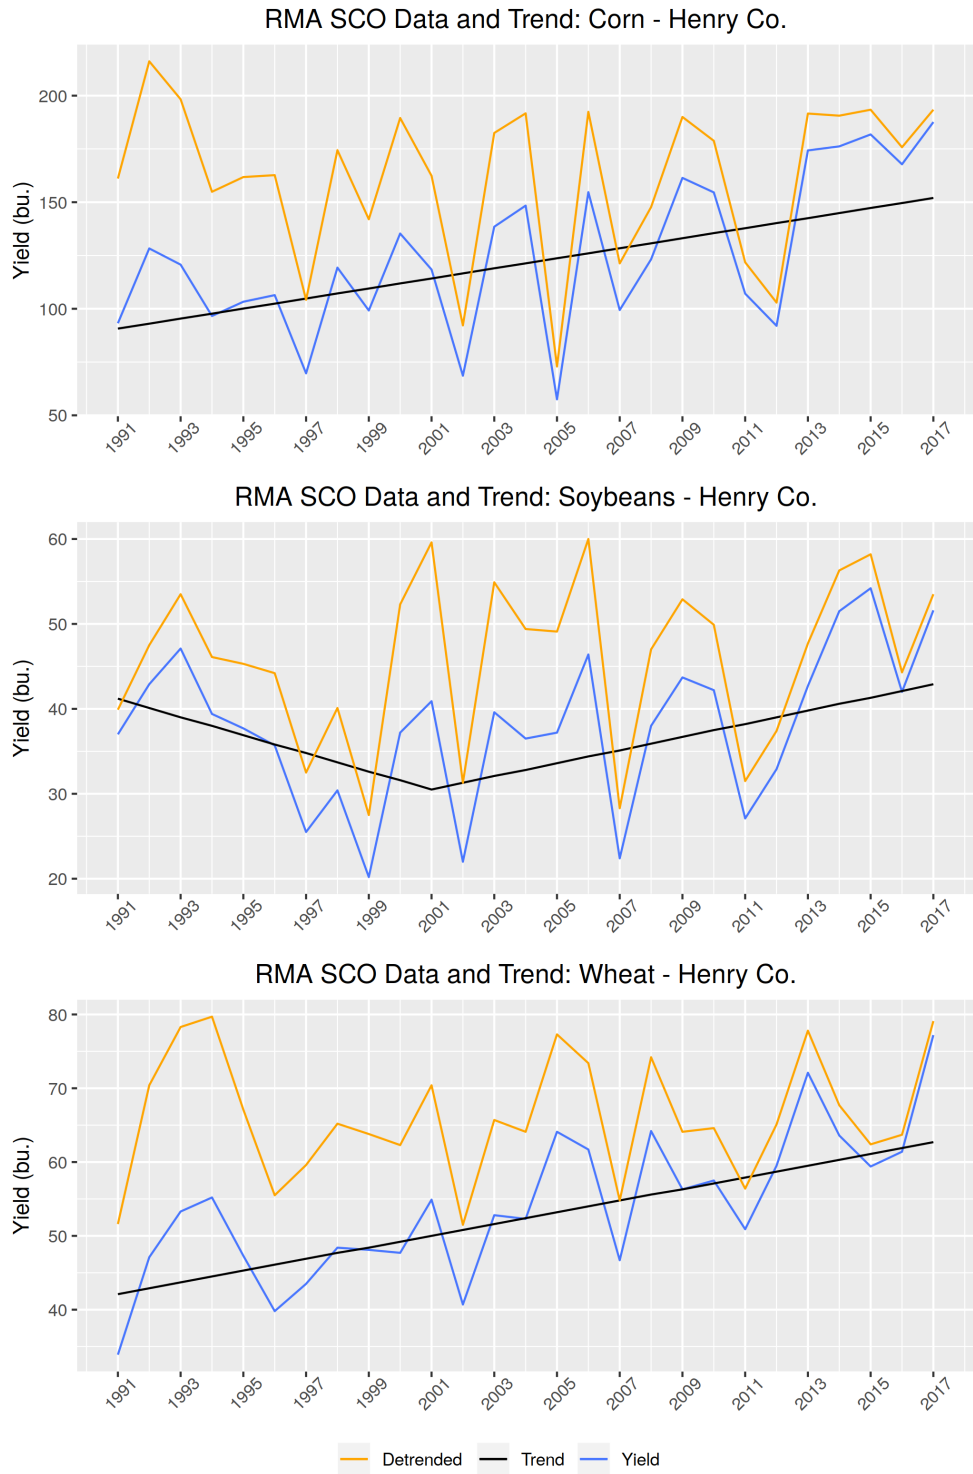 RMA SCO Data and Trend: Corn - Henry Co.
Yield (bu.)
200
150
100
50
1991 1993 1995 1997 1999 2001 2003 2005 2007 2009 2011 2013 2015 2017
RMA SCO Data and Trend: Soybeans - Henry Co.
Yield (bu.)
60
50
40
30
20
1991 1993 1995 1997 1999 2001 2003 2005 2007 2009 2011 2013 2015 2017
RMA SCO Data and Trend: Wheat - Henry Co.
Yield (bu.)
80
70
60
50
40
1991 1993 1995 1997 1999 2001 2003 2005 2007 2009 2011 2013 2015 2017
Detrended Trend Yield